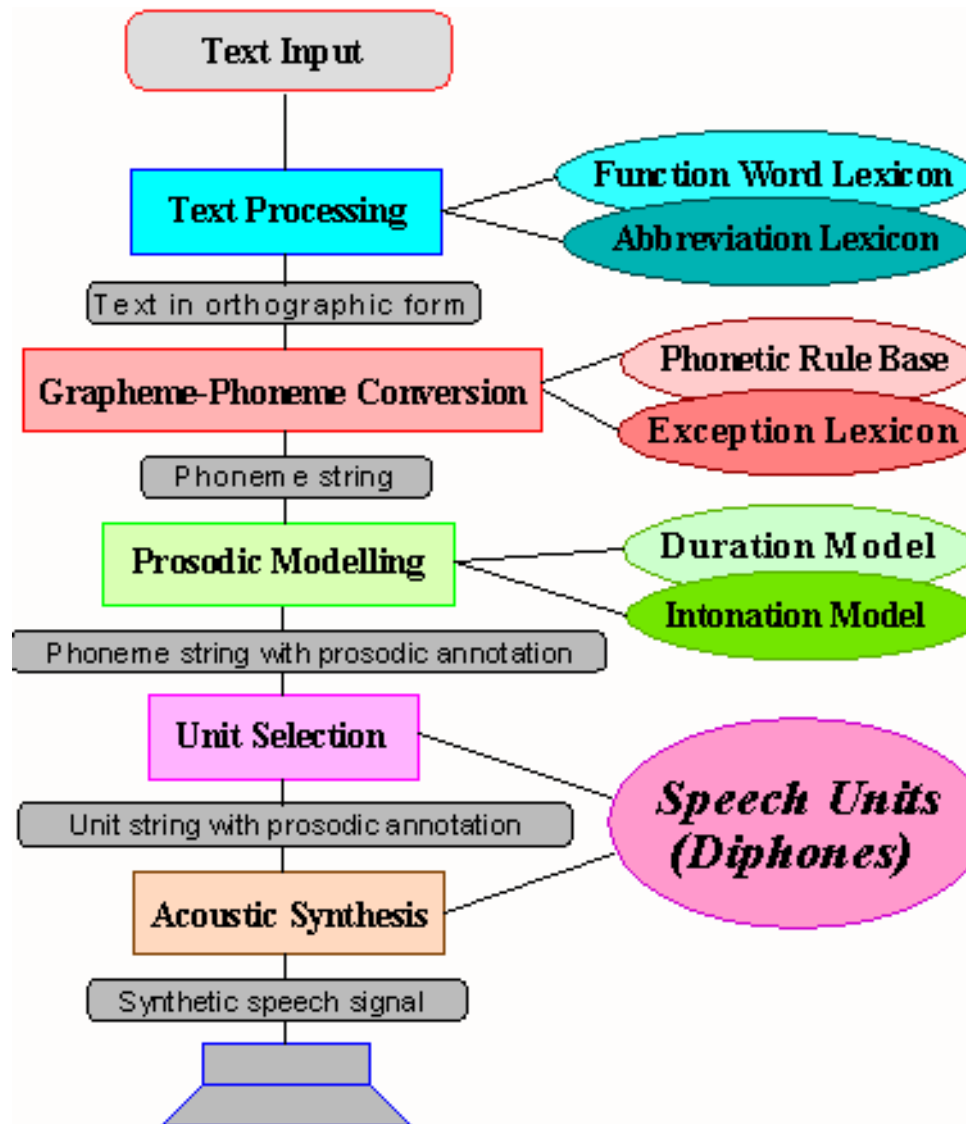 Text Input
Function Word Lexicon
Text Processing
Abbreviation Lexicon
Text in orthographic form
Phonetic Rule Base
Grapheme-Phoneme Conversion
Exception Lexicon
Phoneme string
Duration Model
Prosodic Modelling
Intonation Model
Phoneme string with prosodic annotation
Unit Selection
Speech Units
(Diphones)
Unit string with prosodic annotation
Acoustic Synthesis
Synthetic speech signal